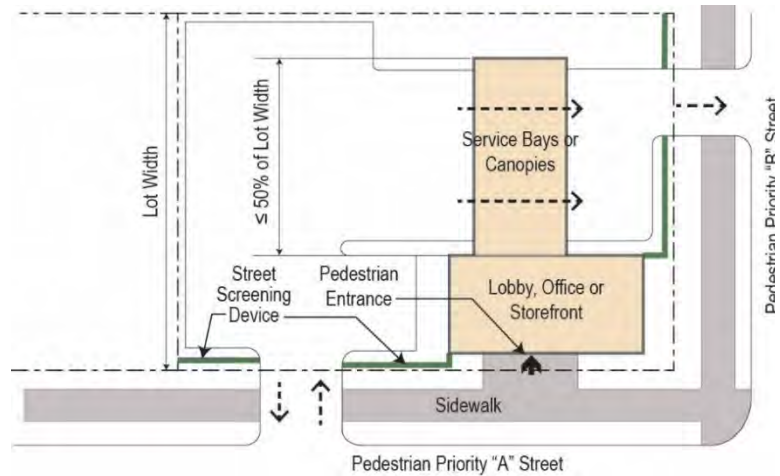 Lot Width
≤ 50% of Lot Width
Service Bays or
Canopies
Pedestrian Priority “B” Street
Street
Screening
Device
Pedestrian
Entrance
Lobby, Office or
Storefront
Sidewalk
Pedestrian Priority “A” Street